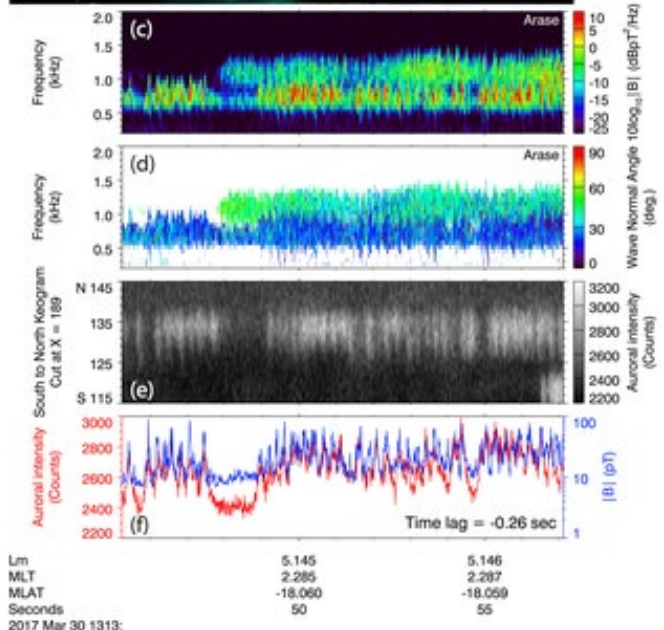 (c)
Arase
2.0
1.5
1.0
0.5
Frequency
(kHz)
10
5
0
-5
-10
-15
-20
-25
10log₁₀|B| (dBpT²/Hz)
(d)
Arase
2.0
1.5
1.0
0.5
Frequency
(kHz)
90
60
30
0
Wave Normal Angle
(deg.)
South to North Keogram
Cut at X = 189
N 145
135
125
S 115
(e)
3200
3000
2800
2600
2400
2200
Auroral intensity
(Counts)
Auroral intensity
(Counts)
3000
2800
2600
2400
2200
(f)
Time lag = -0.26 sec
100
10
1
|B| (pT)
Lm 5.145 5.146
MLT 2.285 2.287
MLAT -18.060 -18.059
Seconds 50 55
2017 Mar 30 1313: